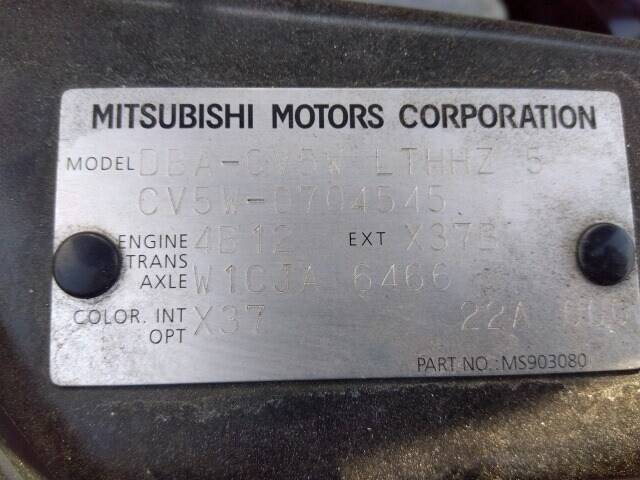 MITSUBISHI MOTORS CORPORATION
MODEL DBA-CV5W LTHHZ 5
CV5W-0704545
ENGINE 4B12 EXT X37B
TRANS
AXLE W1CJA 6466
COLOR. INT X37 22A
OPT
PART NO.:MS903080